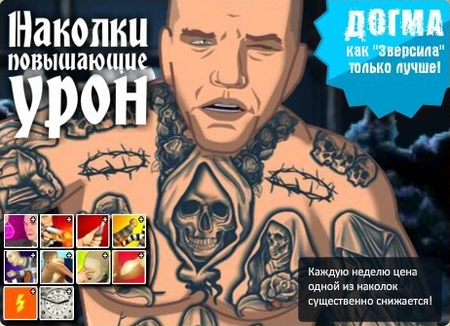 Наколки
повышающие
урон
ДОГМА
как "Зверсила"
только лучше!
Каждую неделю цена
одной из наколок
существенно снижается!